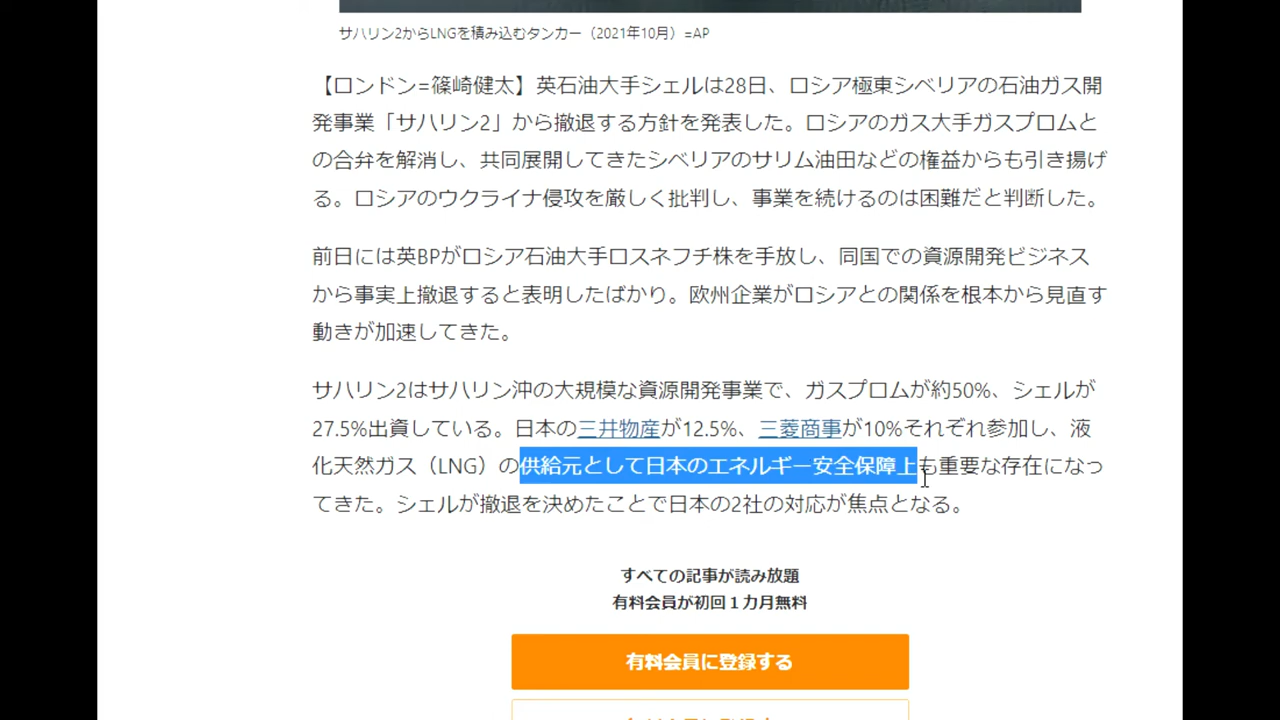 サハリン2からLNGを積み込むタンカー（2021年10月）=AP
【ロンドン=篠崎健太】英石油大手シェルは28日、ロシア極東シベリアの石油ガス開
発事業「サハリン2」から撤退する方針を発表した。ロシアのガス大手ガスプロムと
の合弁を解消し、共同展開してきたシベリアのサリム油田などの権益からも引き揚げ
る。ロシアのウクライナ侵攻を厳しく批判し、事業を続けるのは困難だと判断した。
前日には英BPがロシア石油大手ロスネフチ株を手放し、同国での資源開発ビジネス
から事実上撤退すると表明したばかり。欧州企業がロシアとの関係を根本から見直す
動きが加速してきた。
サハリン2はサハリン沖の大規模な資源開発事業で、ガスプロムが約50%、シェルが
27.5%出資している。日本の三井物産が12.5%、三菱商事が10%それぞれ参加し、液
化天然ガス（LNG）の供給元として日本のエネルギー安全保障上も重要な存在になっ
てきた。シェルが撤退を決めたことで日本の2社の対応が焦点となる。
すべての記事が読み放題
有料会員が初回１カ月無料
有料会員に登録する